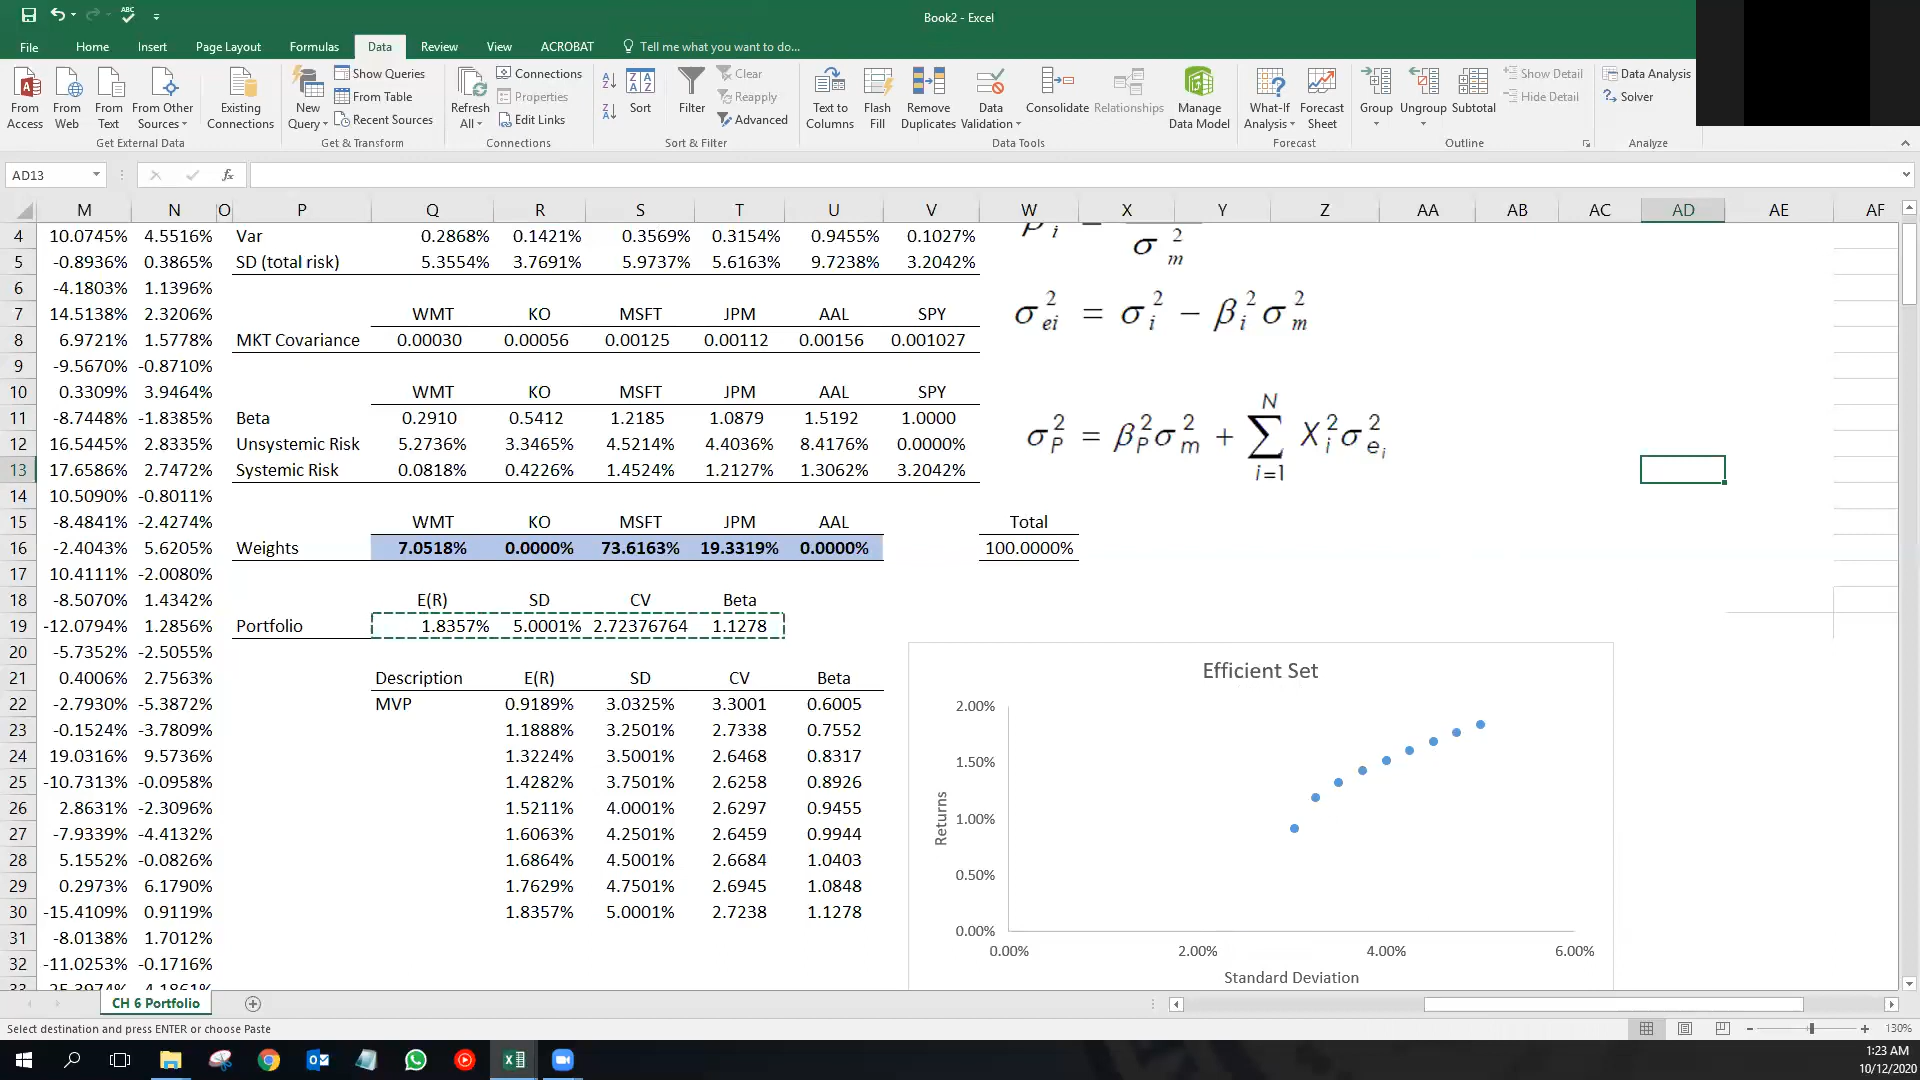 Book2 - Excel
File Home Insert Page Layout Formulas Data Review View ACROBAT Tell me what you want to do...
From Access
From Web
From Text
From Other Sources
Existing Connections
Get External Data
New Query
Show Queries
From Table
Recent Sources
Get & Transform
Refresh All
Connections
Properties
Edit Links
Connections
Sort
Filter
Clear
Reapply
Advanced
Sort & Filter
Text to Columns
Flash Fill
Remove Duplicates
Data Validation
Consolidate
Relationships
Manage Data Model
Data Tools
What-If Analysis
Forecast Sheet
Forecast
Group
Ungroup
Subtotal
Show Detail
Hide Detail
Outline
Data Analysis
Solver
Analyze
AD13 fx
M N O P Q R S T U V W X Y Z AA AB AC AD AE AF
4 10.0745% 4.5516% Var 0.2868% 0.1421% 0.3569% 0.3154% 0.9455% 0.1027%
5 -0.8936% 0.3865% SD (total risk) 5.3554% 3.7691% 5.9737% 5.6163% 9.7238% 3.2042%
6 -4.1803% 1.1396%
7 14.5138% 2.3206% WMT KO MSFT JPM AAL SPY
8 6.9721% 1.5778% MKT Covariance 0.00030 0.00056 0.00125 0.00112 0.00156 0.001027
9 -9.5670% -0.8710%
10 0.3309% 3.9464% WMT KO MSFT JPM AAL SPY
11 -8.7448% -1.8385% Beta 0.2910 0.5412 1.2185 1.0879 1.5192 1.0000
12 16.5445% 2.8335% Unsystemic Risk 5.2736% 3.3465% 4.5214% 4.4036% 8.4176% 0.0000%
13 17.6586% 2.7472% Systemic Risk 0.0818% 0.4226% 1.4524% 1.2127% 1.3062% 3.2042%
14 10.5090% -0.8011%
15 -8.4841% -2.4274% WMT KO MSFT JPM AAL Total
16 -2.4043% 5.6205% Weights 7.0518% 0.0000% 73.6163% 19.3319% 0.0000% 100.0000%
17 10.4111% -2.0080%
18 -8.5070% 1.4342% E(R) SD CV Beta
19 -12.0794% 1.2856% Portfolio 1.8357% 5.0001% 2.72376764 1.1278
20 -5.7352% -2.5055%
21 0.4006% 2.7563% Description E(R) SD CV Beta
22 -2.7930% -5.3872% MVP 0.9189% 3.0325% 3.3001 0.6005
23 -0.1524% -3.7809% 1.1888% 3.2501% 2.7338 0.7552
24 19.0316% 9.5736% 1.3224% 3.5001% 2.6468 0.8317
25 -10.7313% -0.0958% 1.4282% 3.7501% 2.6258 0.8926
26 2.8631% -2.3096% 1.5211% 4.0001% 2.6297 0.9455
27 -7.9339% -4.4132% 1.6063% 4.2501% 2.6459 0.9944
28 5.1552% -0.0826% 1.6864% 4.5001% 2.6684 1.0403
29 0.2973% 6.1790% 1.7629% 4.7501% 2.6945 1.0848
30 -15.4109% 0.9119% 1.8357% 5.0001% 2.7238 1.1278
31 -8.0138% 1.7012%
32 -11.0253% -0.1716%
σ²m
σ²ei = σ²i − β²iσ²m
σ²P = β²Pσ²m + N∑i=1 X²iσ²ei
Efficient Set
2.00%
1.50%
1.00%
0.50%
0.00%
Returns
0.00% 2.00% 4.00% 6.00%
Standard Deviation
CH 6 Portfolio
Select destination and press ENTER or choose Paste
130%
1:23 AM
10/12/2020